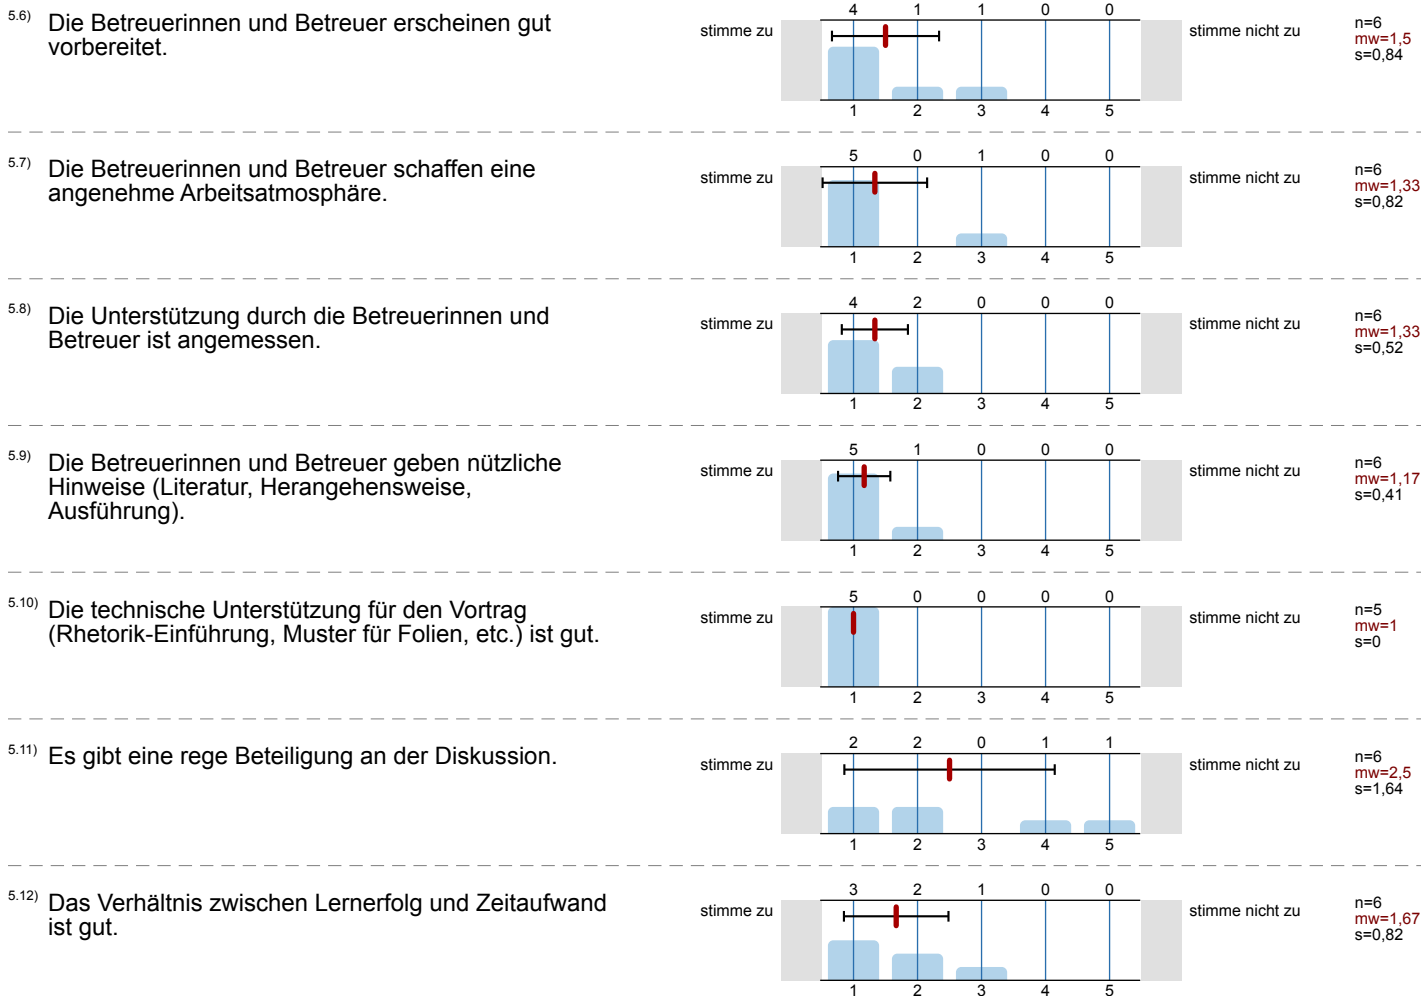 5.6) Die Betreuerinnen und Betreuer erscheinen gut
vorbereitet.
stimme zu
4 1 1 0 0
1 2 3 4 5
stimme nicht zu
n=6
mw=1,5
s=0,84
5.7) Die Betreuerinnen und Betreuer schaffen eine
angenehme Arbeitsatmosphäre.
stimme zu
5 0 1 0 0
1 2 3 4 5
stimme nicht zu
n=6
mw=1,33
s=0,82
5.8) Die Unterstützung durch die Betreuerinnen und
Betreuer ist angemessen.
stimme zu
4 2 0 0 0
1 2 3 4 5
stimme nicht zu
n=6
mw=1,33
s=0,52
5.9) Die Betreuerinnen und Betreuer geben nützliche
Hinweise (Literatur, Herangehensweise,
Ausführung).
stimme zu
5 1 0 0 0
1 2 3 4 5
stimme nicht zu
n=6
mw=1,17
s=0,41
5.10) Die technische Unterstützung für den Vortrag
(Rhetorik-Einführung, Muster für Folien, etc.) ist gut.
stimme zu
5 0 0 0 0
1 2 3 4 5
stimme nicht zu
n=5
mw=1
s=0
5.11) Es gibt eine rege Beteiligung an der Diskussion.
stimme zu
2 2 0 1 1
1 2 3 4 5
stimme nicht zu
n=6
mw=2,5
s=1,64
5.12) Das Verhältnis zwischen Lernerfolg und Zeitaufwand
ist gut.
stimme zu
3 2 1 0 0
1 2 3 4 5
stimme nicht zu
n=6
mw=1,67
s=0,82